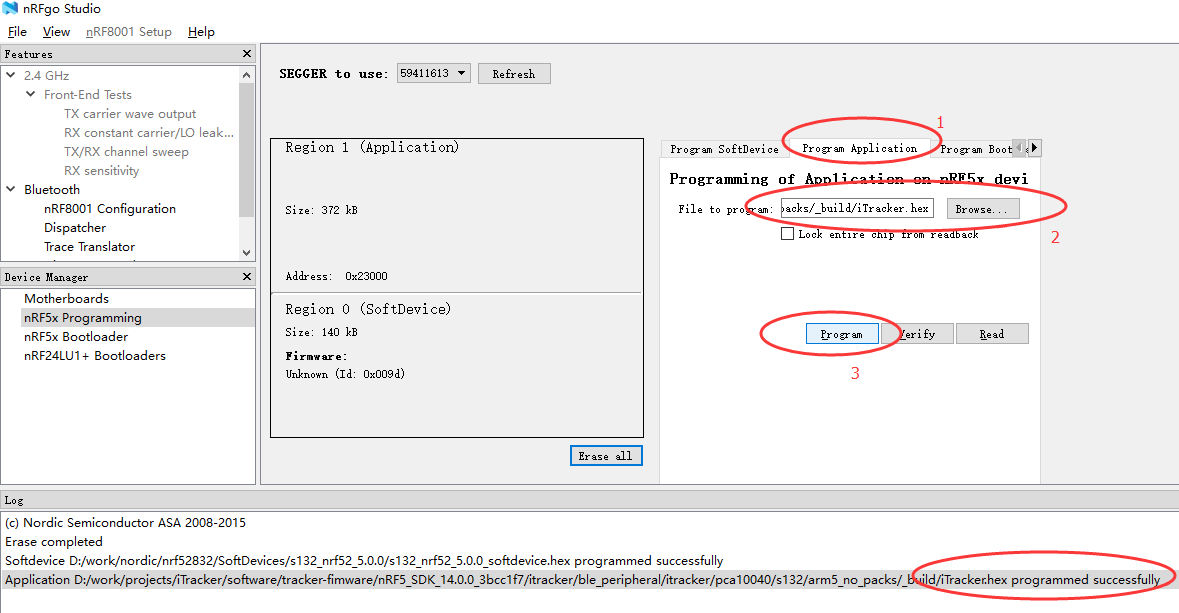 nRFgo Studio
File View nRF8001 Setup Help
Features
2.4 GHz
Front-End Tests
TX carrier wave output
RX constant carrier/LO leak...
TX/RX channel sweep
RX sensitivity
Bluetooth
nRF8001 Configuration
Dispatcher
Trace Translator
Device Manager
Motherboards
nRF5x Programming
nRF5x Bootloader
nRF24LU1+ Bootloaders
SEGGER to use: 59411613 Refresh
Region 1 (Application)
Size: 372 kB
Address: 0x23000
Region 0 (SoftDevice)
Size: 140 kB
Firmware:
Unknown (Id: 0x009d)
Erase all
1
Program SoftDevice Program Application Program Boot
Programming of Application on nRF5x devi
File to program: packs/_build/iTracker.hex Browse...
2
Lock entire chip from readback
Program Verify Read
3
Log
(c) Nordic Semiconductor ASA 2008-2015
Erase completed
Softdevice D:/work/nordic/nrf52832/SoftDevices/s132_nrf52_5.0.0/s132_nrf52_5.0.0_softdevice.hex programmed successfully
Application D:/work/projects/iTracker/software/tracker-fimware/nRF5_SDK_14.0.0_3bcc1f7/itracker/ble_peripheral/itracker/pca10040/s132/arm5_no_packs/_build/iTracker.hex programmed successfully